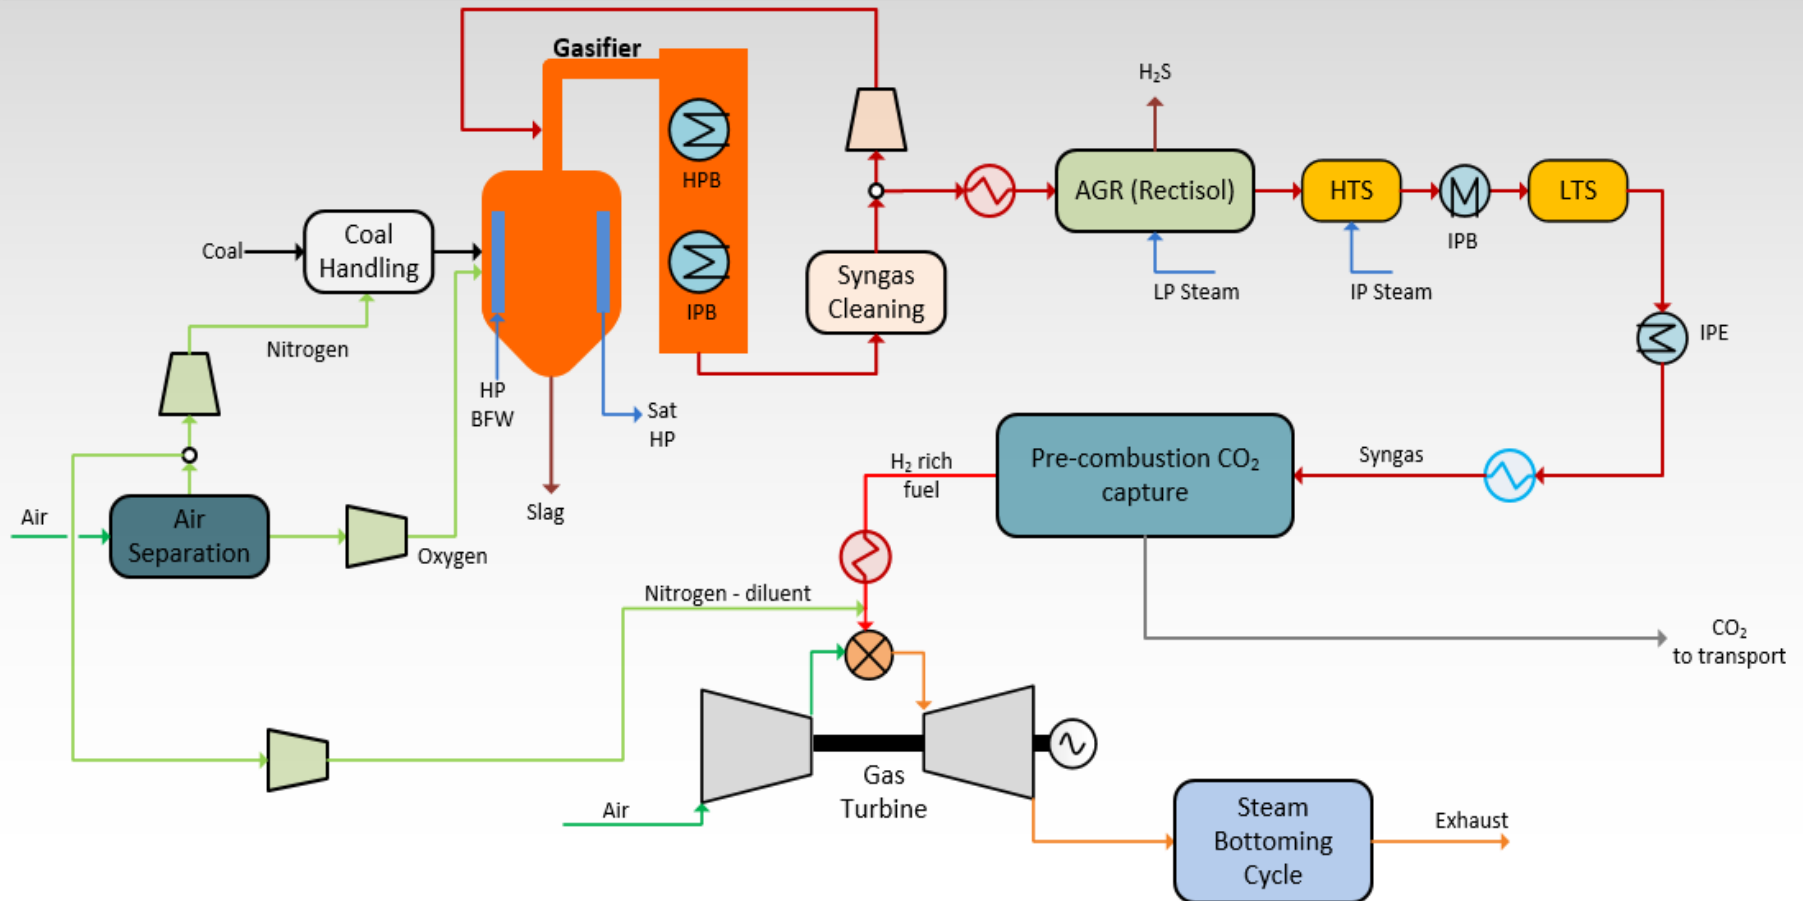 Gasifier
H₂S
HPB
AGR (Rectisol)
HTS
LTS
IPB
Coal
Coal
Handling
Syngas
Cleaning
LP Steam
IP Steam
IPB
IPE
Nitrogen
HP
BFW
Sat
HP
Slag
H₂ rich
fuel
Pre-combustion CO₂
capture
Syngas
Air
Air
Separation
Oxygen
Nitrogen - diluent
CO₂
to transport
Gas
Turbine
Air
Steam
Bottoming
Cycle
Exhaust